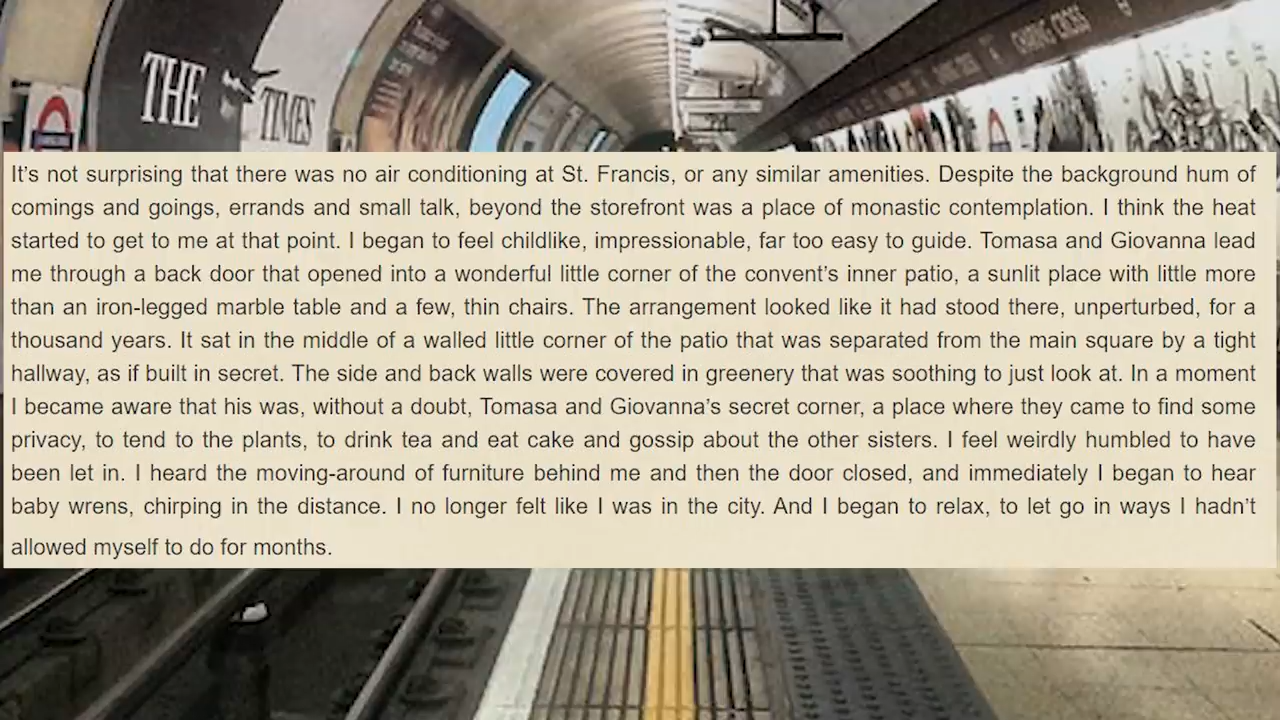 THE
TIMES
CHARING CROSS
It's not surprising that there was no air conditioning at St. Francis, or any similar amenities. Despite the background hum of
comings and goings, errands and small talk, beyond the storefront was a place of monastic contemplation. I think the heat
started to get to me at that point. I began to feel childlike, impressionable, far too easy to guide. Tomasa and Giovanna lead
me through a back door that opened into a wonderful little corner of the convent's inner patio, a sunlit place with little more
than an iron-legged marble table and a few, thin chairs. The arrangement looked like it had stood there, unperturbed, for a
thousand years. It sat in the middle of a walled little corner of the patio that was separated from the main square by a tight
hallway, as if built in secret. The side and back walls were covered in greenery that was soothing to just look at. In a moment
I became aware that his was, without a doubt, Tomasa and Giovanna's secret corner, a place where they came to find some
privacy, to tend to the plants, to drink tea and eat cake and gossip about the other sisters. I feel weirdly humbled to have
been let in. I heard the moving-around of furniture behind me and then the door closed, and immediately I began to hear
baby wrens, chirping in the distance. I no longer felt like I was in the city. And I began to relax, to let go in ways I hadn't
allowed myself to do for months.